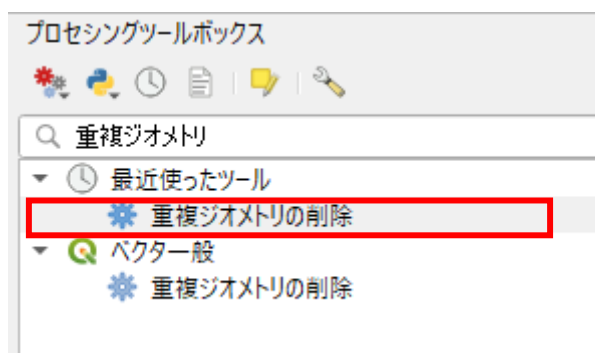 プロセシングツールボックス
重複ジオメトリ
最近使ったツール
重複ジオメトリの削除
ベクター般
重複ジオメトリの削除